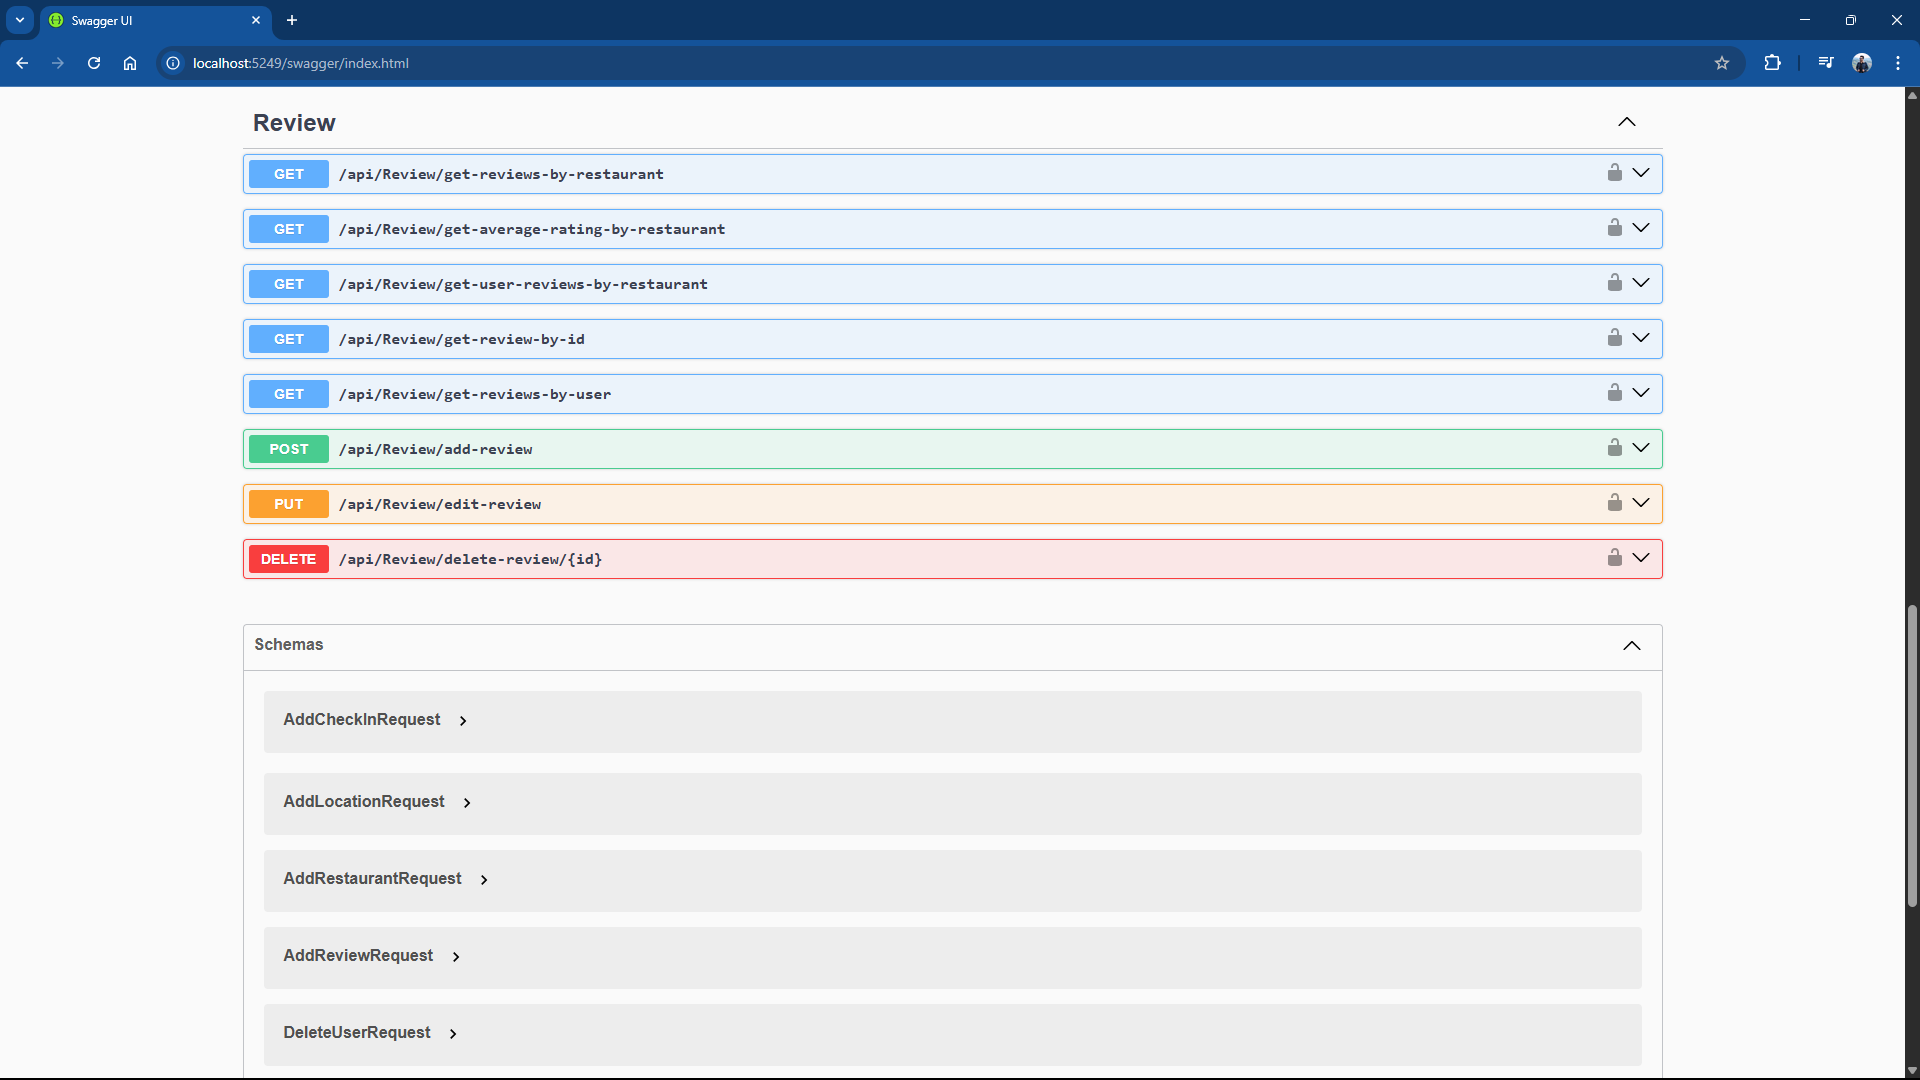 Swagger UI
localhost:5249/swagger/index.html
Review
GET /api/Review/get-reviews-by-restaurant
GET /api/Review/get-average-rating-by-restaurant
GET /api/Review/get-user-reviews-by-restaurant
GET /api/Review/get-review-by-id
GET /api/Review/get-reviews-by-user
POST /api/Review/add-review
PUT /api/Review/edit-review
DELETE /api/Review/delete-review/{id}
Schemas
AddCheckInRequest
AddLocationRequest
AddRestaurantRequest
AddReviewRequest
DeleteUserRequest